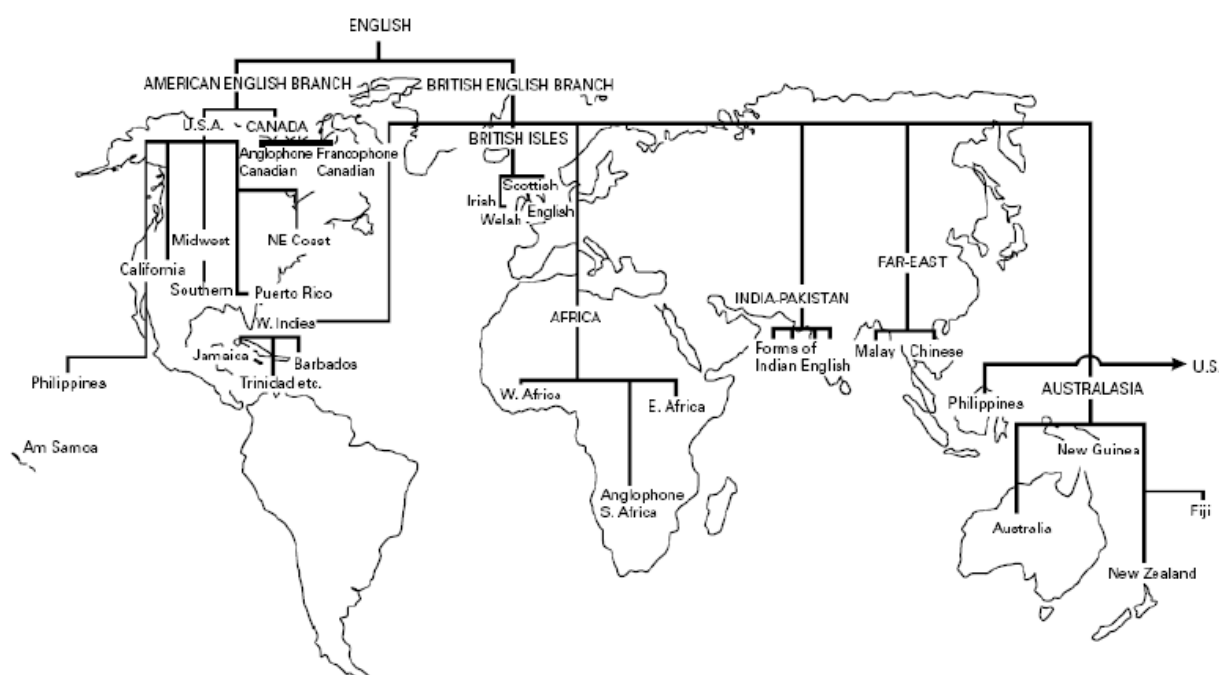 ENGLISH
AMERICAN ENGLISH BRANCH
BRITISH ENGLISH BRANCH
U.S.A.
CANADA
BRITISH ISLES
Anglophone
Canadian
Francophone
Canadian
Scottish
Irish
English
Welsh
Midwest
NE Coast
California
Southern
Puerto Rico
W. Indies
Jamaica
Barbados
Trinidad etc.
Philippines
Am Samoa
AFRICA
W. Africa
E. Africa
Anglophone
S. Africa
INDIA-PAKISTAN
Forms of
Indian English
FAR-EAST
Malay
Chinese
U.S.
Philippines
AUSTRALASIA
New Guinea
Australia
Fiji
New Zealand